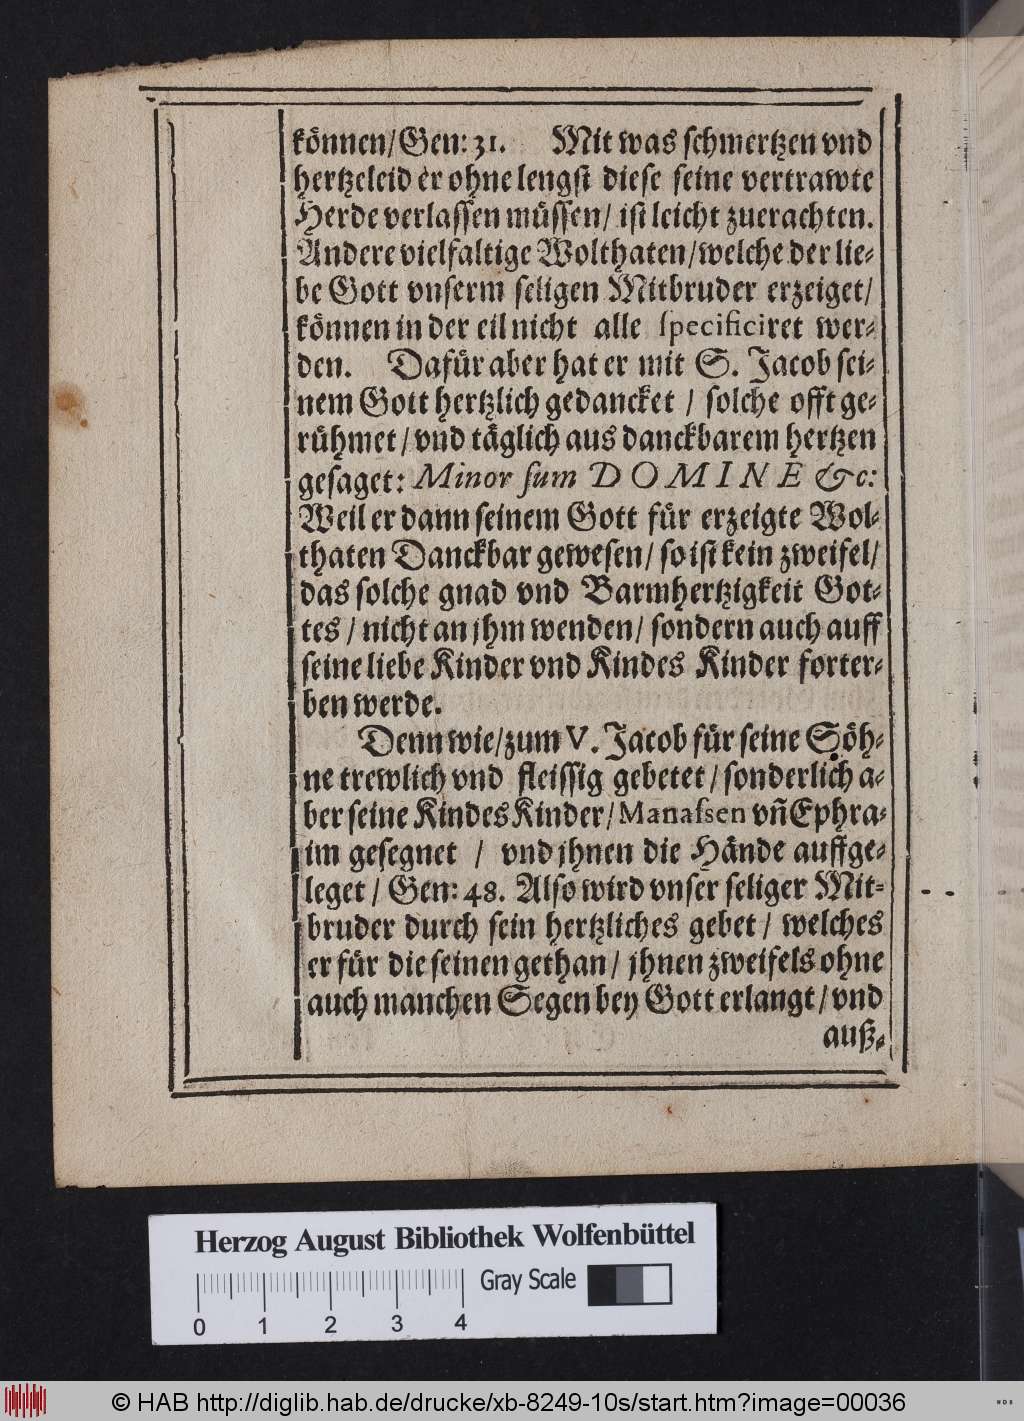 können/Gen: 31. Mit was schmertzen vnd
hertzeleid er ohne lengst diese seine vertrawte
Herde verlassen müssen/ ist leicht zuerachten.
Andere vielfaltige Wolthaten/welche der lie-
be Gott vnserm seligen Mitbruder erzeiget/
können in der eil nicht alle specificiret wer-
den. Dafür aber hat er mit S. Jacob sei-
nem Gott hertzlich gedancket / solche offt ge-
rühmet/vnd täglich aus danckbarem hertzen
gesaget: Minor sum DOMINE &c:
Weil er dann seinem Gott für erzeigte Wol-
thaten Danckbar gewesen/ so ist kein zweifel/
das solche gnad vnd Barmhertzigkeit Got-
tes / nicht an jhm wenden/ sondern auch auff
seine liebe Kinder vnd Kindes Kinder forter-
ben werde.
Denn wie/zum V. Jacob für seine Söh-
ne trewlich vnd fleissig gebetet/ sonderlich a-
ber seine KindesKinder/Manassen vñ Ephra-
im gesegnet / vnd jhnen die Hände auffge-
leget / Gen: 48. Also wird vnser seliger Mit-
bruder durch sein hertzliches gebet / welches
er für die seinen gethan/ jhnen zweifels ohne
auch manchen Segen bey Gott erlangt/vnd
auß-
Herzog August Bibliothek Wolfenbüttel
Gray Scale
0 1 2 3 4
© HAB http://diglib.hab.de/drucke/xb-8249-10s/start.htm?image=00036